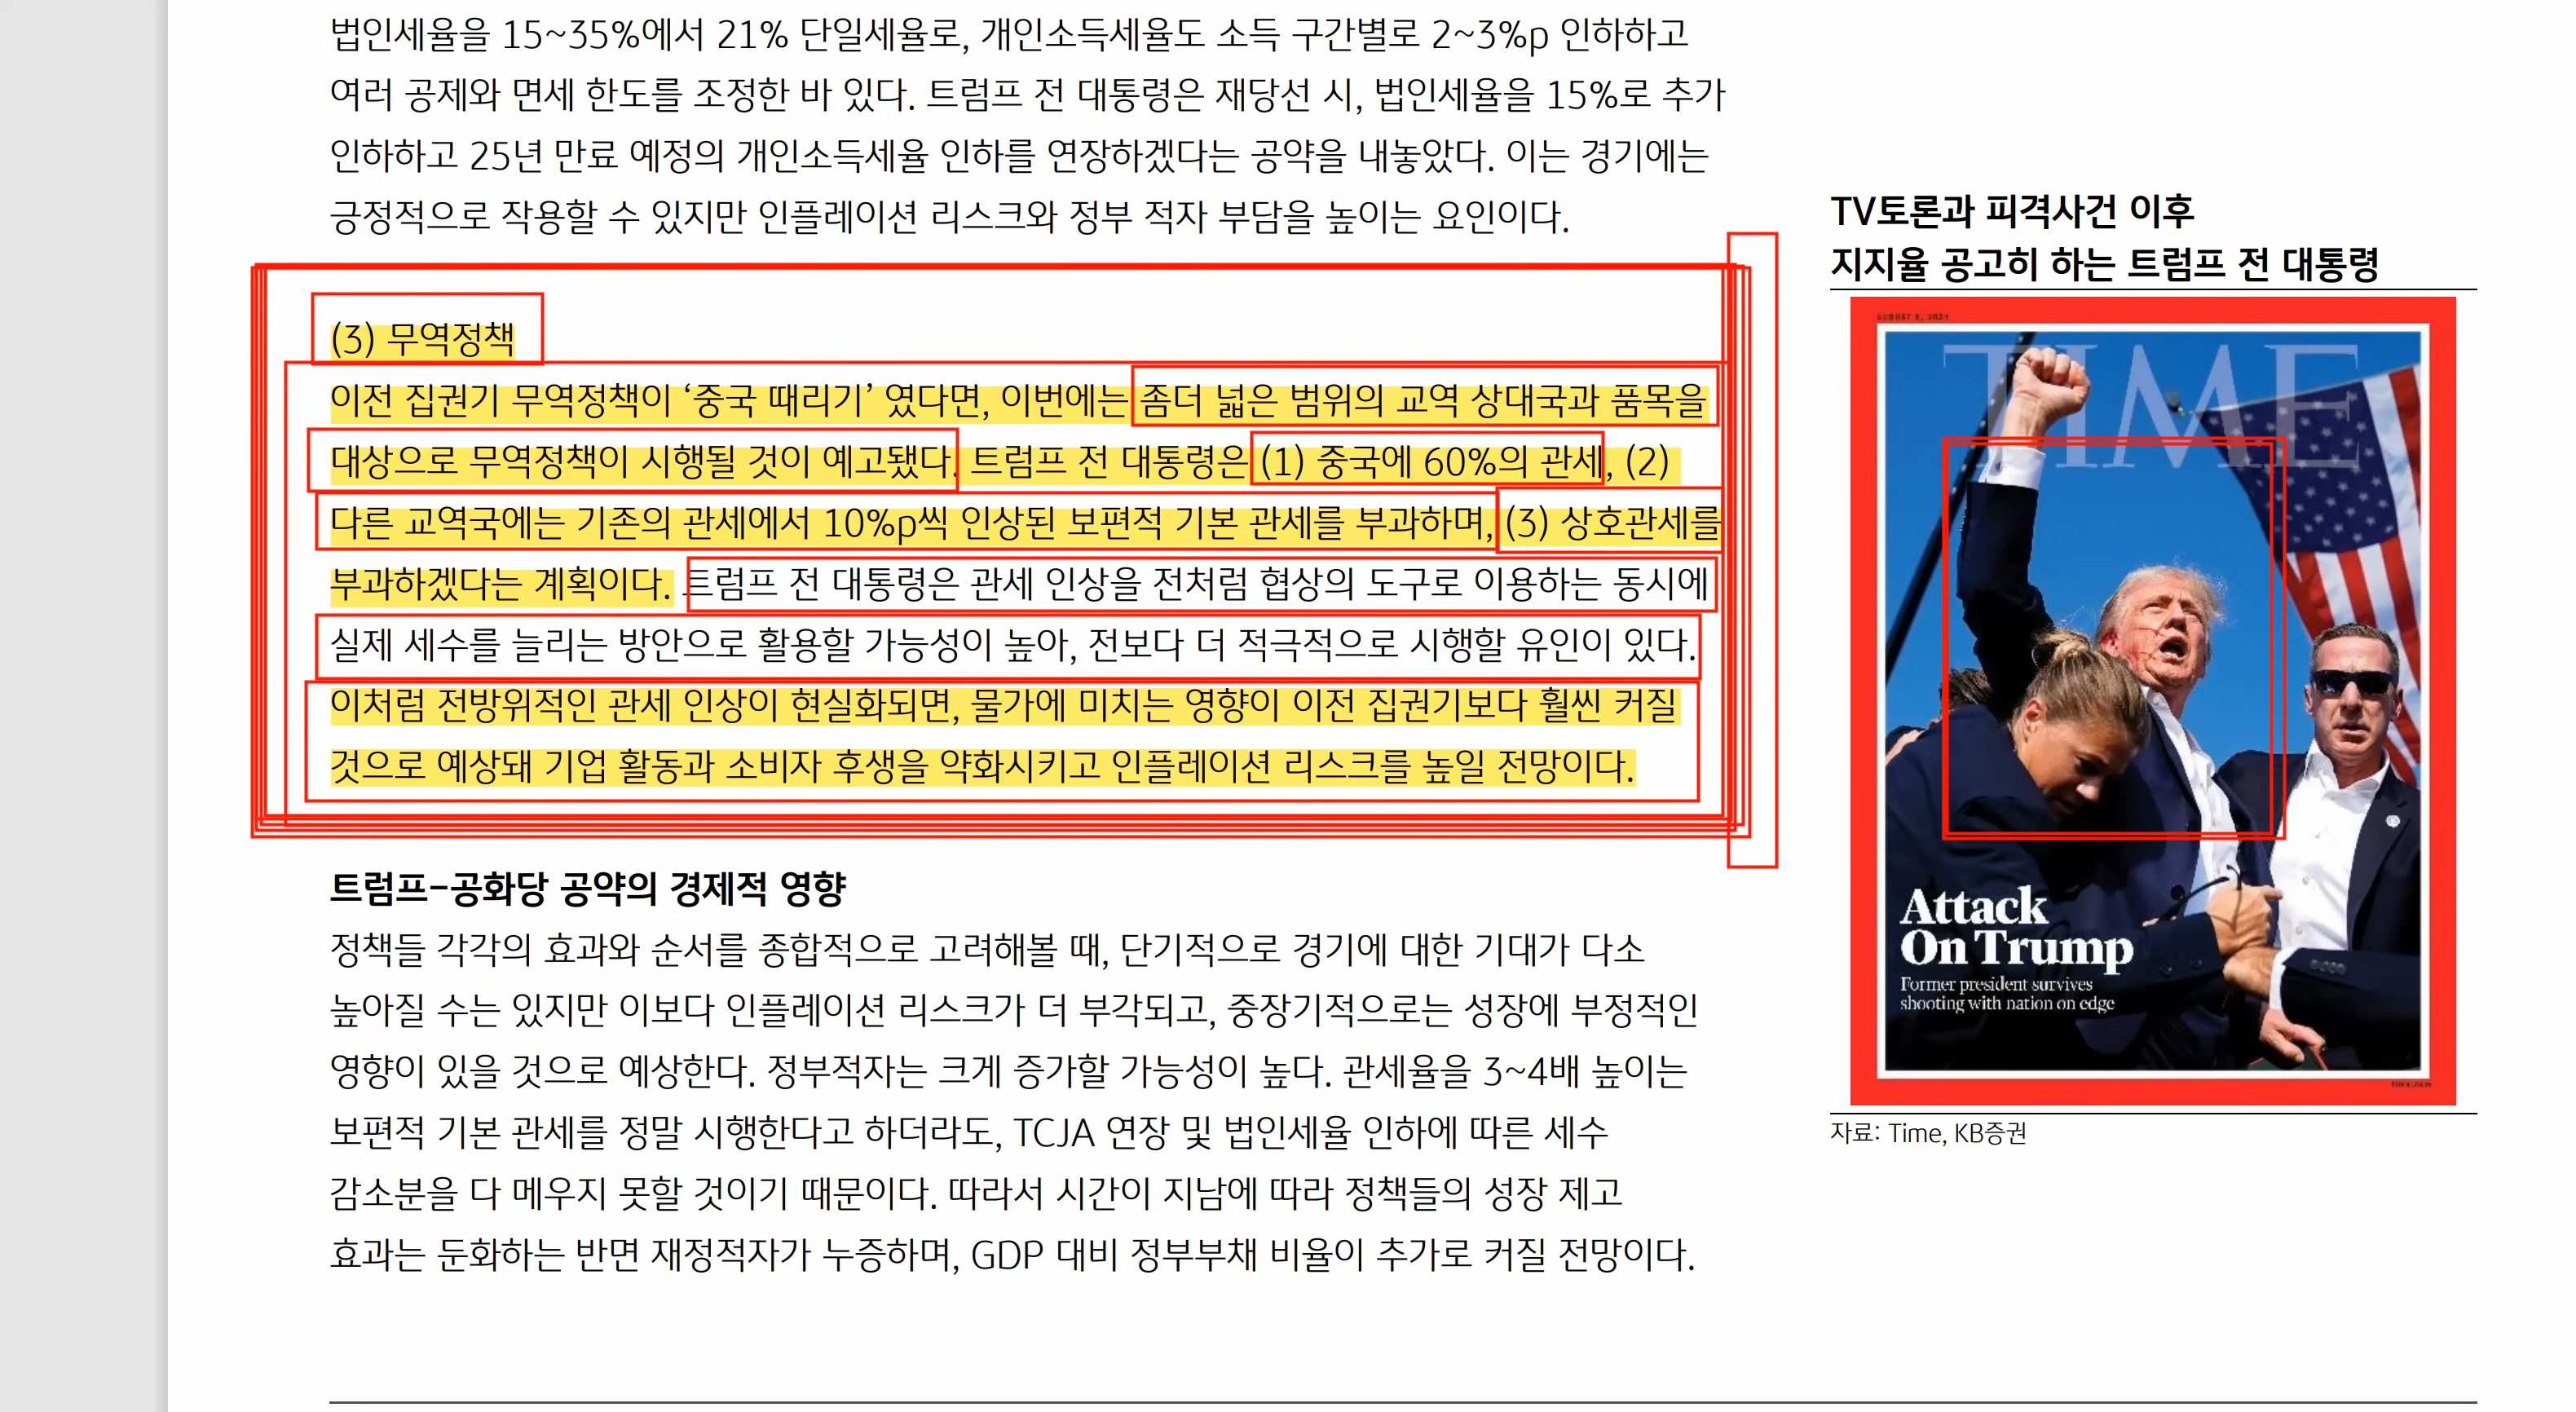 법인세율을 15~35%에서 21% 단일세율로, 개인소득세율도 소득 구간별로 2~3%p 인하하고
여러 공제와 면세 한도를 조정한 바 있다. 트럼프 전 대통령은 재당선 시, 법인세율을 15%로 추가
인하하고 25년 만료 예정의 개인소득세율 인하를 연장하겠다는 공약을 내놓았다. 이는 경기에는
긍정적으로 작용할 수 있지만 인플레이션 리스크와 정부 적자 부담을 높이는 요인이다.
(3) 무역정책
이전 집권기 무역정책이 ‘중국 때리기’ 였다면, 이번에는 좀더 넓은 범위의 교역 상대국과 품목을
대상으로 무역정책이 시행될 것이 예고됐다. 트럼프 전 대통령은 (1) 중국에 60%의 관세, (2)
다른 교역국에는 기존의 관세에서 10%p씩 인상된 보편적 기본 관세를 부과하며, (3) 상호관세를
부과하겠다는 계획이다. 트럼프 전 대통령은 관세 인상을 전처럼 협상의 도구로 이용하는 동시에
실제 세수를 늘리는 방안으로 활용할 가능성이 높아, 전보다 더 적극적으로 시행할 유인이 있다.
이처럼 전방위적인 관세 인상이 현실화되면, 물가에 미치는 영향이 이전 집권기보다 훨씬 커질
것으로 예상돼 기업 활동과 소비자 후생을 약화시키고 인플레이션 리스크를 높일 전망이다.
트럼프-공화당 공약의 경제적 영향
정책들 각각의 효과와 순서를 종합적으로 고려해볼 때, 단기적으로 경기에 대한 기대가 다소
높아질 수는 있지만 이보다 인플레이션 리스크가 더 부각되고, 중장기적으로는 성장에 부정적인
영향이 있을 것으로 예상한다. 정부적자는 크게 증가할 가능성이 높다. 관세율을 3~4배 높이는
보편적 기본 관세를 정말 시행한다고 하더라도, TCJA 연장 및 법인세율 인하에 따른 세수
감소분을 다 메우지 못할 것이기 때문이다. 따라서 시간이 지남에 따라 정책들의 성장 제고
효과는 둔화하는 반면 재정적자가 누증하며, GDP 대비 정부부채 비율이 추가로 커질 전망이다.
TV토론과 피격사건 이후
지지율 공고히 하는 트럼프 전 대통령
AUGUST 5, 2024
TIME
Attack
On Trump
Former president survives
shooting with nation on edge
자료: Time, KB증권